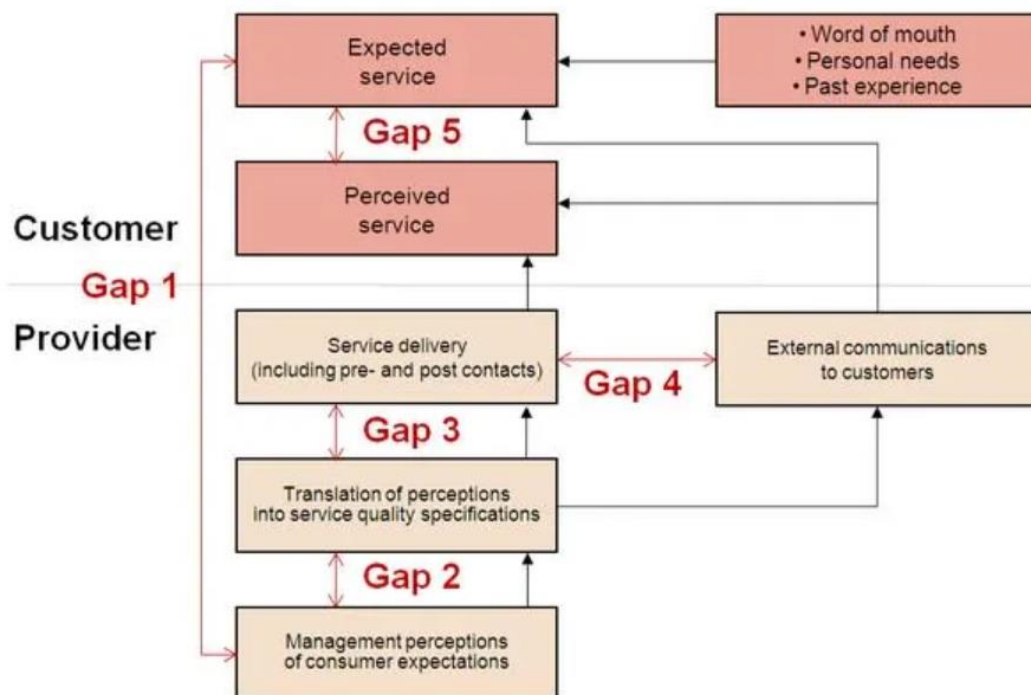 Expected
service
• Word of mouth
• Personal needs
• Past experience
Gap 5
Perceived
service
Customer
Gap 1
Provider
Service delivery
(including pre- and post contacts)
Gap 4
External communications
to customers
Gap 3
Translation of perceptions
into service quality specifications
Gap 2
Management perceptions
of consumer expectations